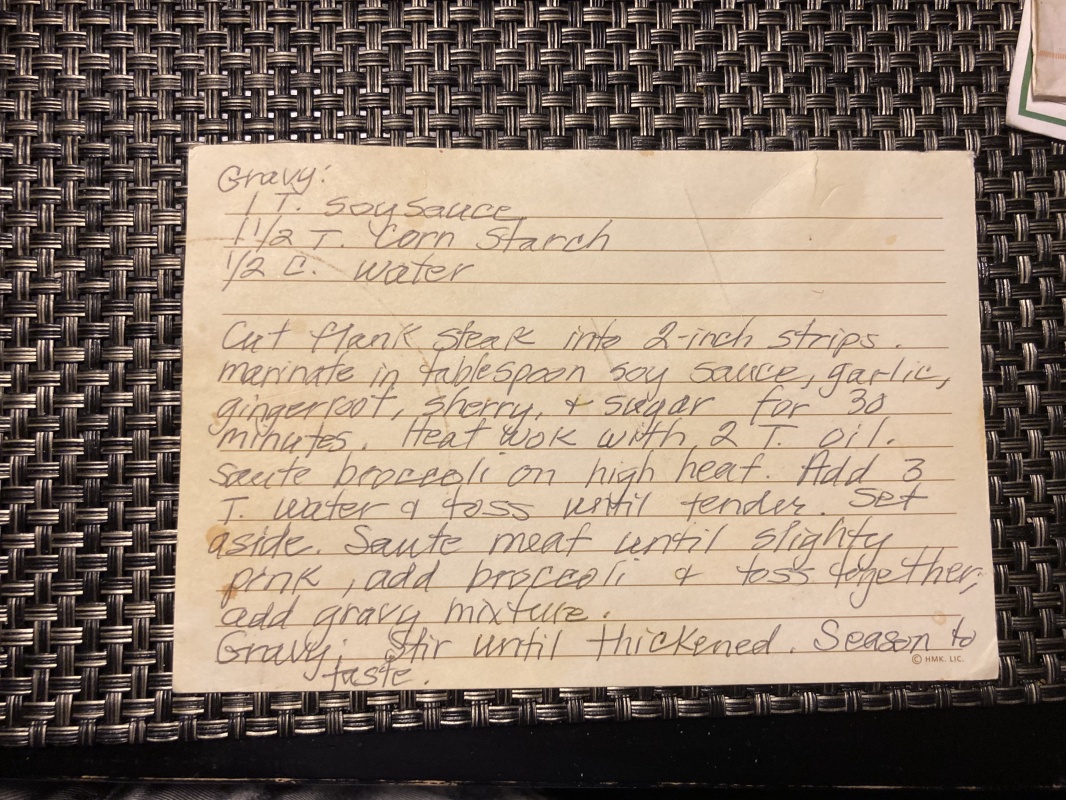 Gravy:
1 T. soy sauce
1 1/2 T. Corn Starch
1/2 C. water
Cut flank steak into 2-inch strips.
marinate in tablespoon soy sauce, garlic,
gingerroot, sherry, & sugar for 30
minutes. Heat wok with 2 T. oil.
saute broccoli on high heat. Add 3
T. water & toss until tender. Set
aside. Saute meat until slighty
pink, add broccoli & toss together,
add gravy mixture.
Gravy: Stir until thickened. Season to
taste.
© HMK. LIC.